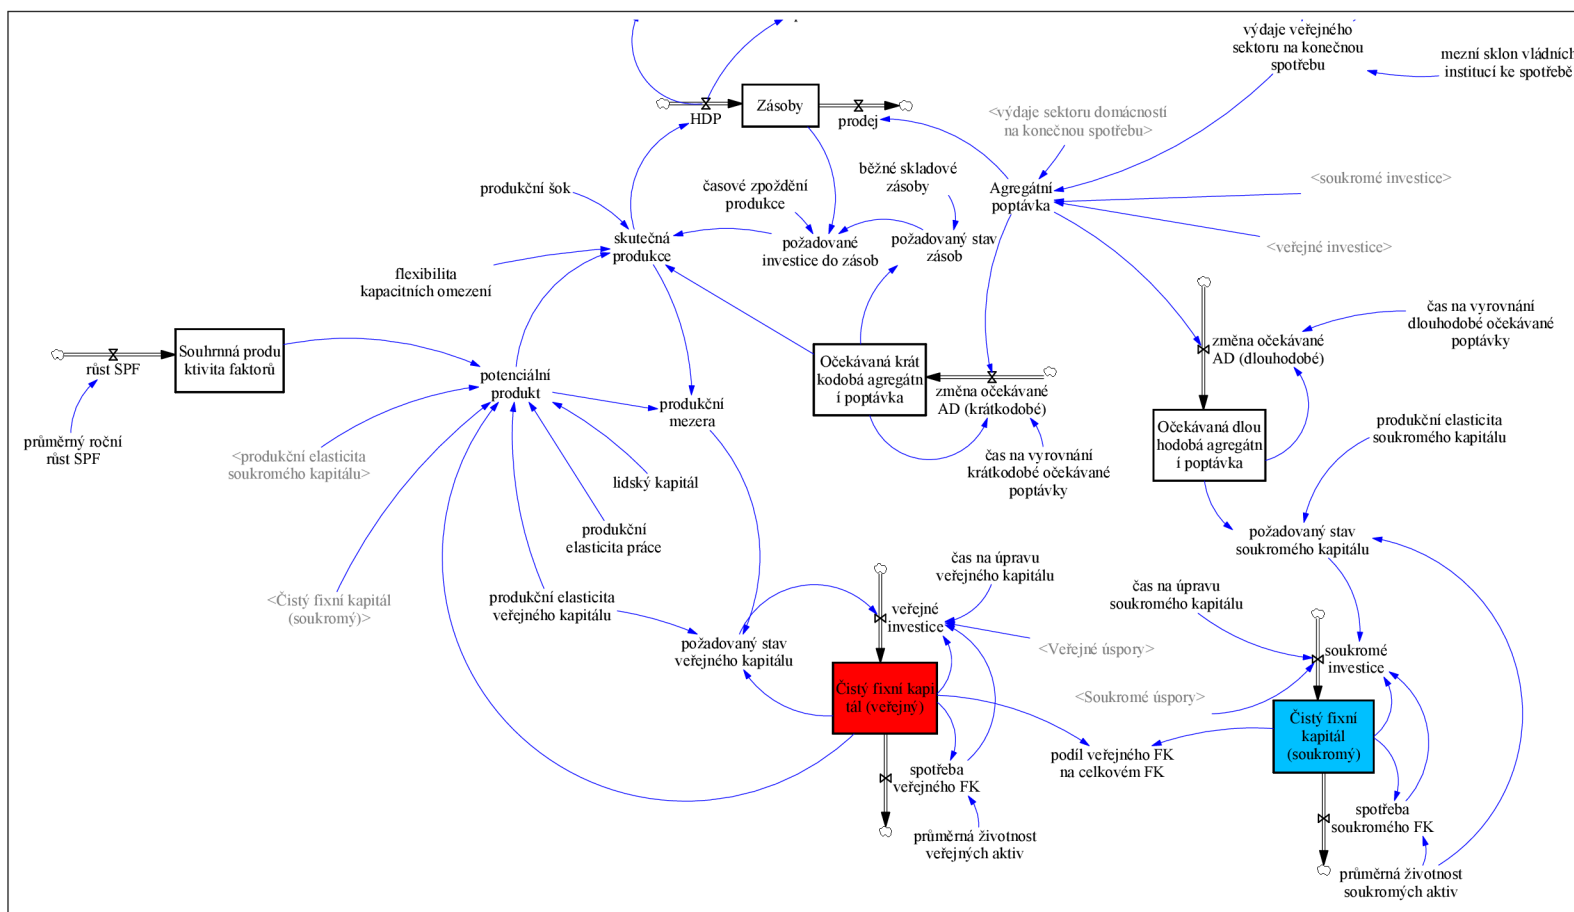 výdaje veřejného
sektoru na konečnou
spotřebu
mezní sklon vládních
institucí ke spotřebě
Zásoby
HDP
prodej
<výdaje sektoru domácností
na konečnou spotřebu>
produkční šok
časové zpoždění
produkce
běžné skladové
zásoby
Agregátní
poptávka
<soukromé investice>
skutečná
produkce
požadované
investice do zásob
požadovaný stav
zásob
<veřejné investice>
flexibilita
kapacitních omezení
čas na vyrovnání
dlouhodobé očekávané
poptávky
změna očekávané
AD (dlouhodobé)
Souhrnná produ
ktivita faktorů
růst SPF
Očekávaná krát
kodobá agregátn
í poptávka
změna očekávané
AD (krátkodobé)
potenciální
produkt
produkční
mezera
průměrný roční
růst SPF
<produkční elasticita
soukromého kapitálu>
lidský kapitál
čas na vyrovnání
krátkodobé očekávané
poptávky
Očekávaná dlou
hodobá agregátn
í poptávka
produkční elasticita
soukromého kapitálu
produkční
elasticita práce
požadovaný stav
soukromého kapitálu
<Čistý fixní kapitál
(soukromý)>
produkční elasticita
veřejného kapitálu
čas na úpravu
veřejného kapitálu
čas na úpravu
soukromého kapitálu
veřejné
investice
požadovaný stav
veřejného kapitálu
<Veřejné úspory>
soukromé
investice
Čistý fixní kapi
tál (veřejný)
<Soukromé úspory>
Čistý fixní
kapitál
(soukromý)
podíl veřejného FK
na celkovém FK
spotřeba
veřejného FK
spotřeba
soukromého FK
průměrná životnost
veřejných aktiv
průměrná životnost
soukromých aktiv